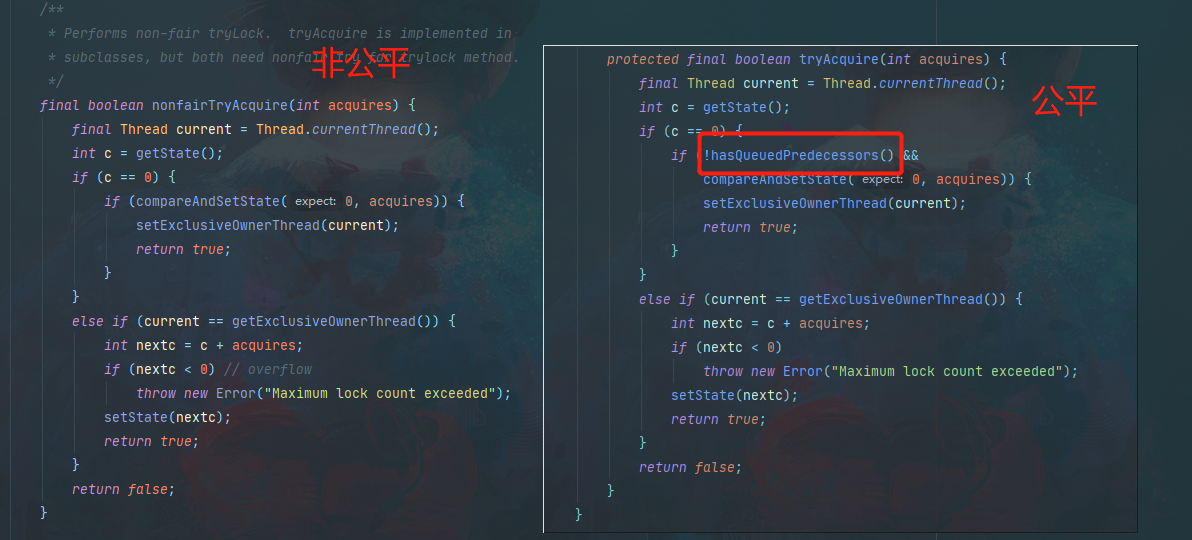 /**
* Performs non-fair tryLock.  tryAcquire is implemented in
* subclasses, but both need nonfair try for trylock method.
*/
非公平
final boolean nonfairTryAcquire(int acquires) {
final Thread current = Thread.currentThread();
int c = getState();
if (c == 0) {
if (compareAndSetState( expect: 0, acquires)) {
setExclusiveOwnerThread(current);
return true;
}
}
else if (current == getExclusiveOwnerThread()) {
int nextc = c + acquires;
if (nextc < 0) // overflow
throw new Error("Maximum lock count exceeded");
setState(nextc);
return true;
}
return false;
}
protected final boolean tryAcquire(int acquires) {
公平
final Thread current = Thread.currentThread();
int c = getState();
if (c == 0) {
if (!hasQueuedPredecessors() &&
compareAndSetState( expect: 0, acquires)) {
setExclusiveOwnerThread(current);
return true;
}
}
else if (current == getExclusiveOwnerThread()) {
int nextc = c + acquires;
if (nextc < 0)
throw new Error("Maximum lock count exceeded");
setState(nextc);
return true;
}
return false;
}
}